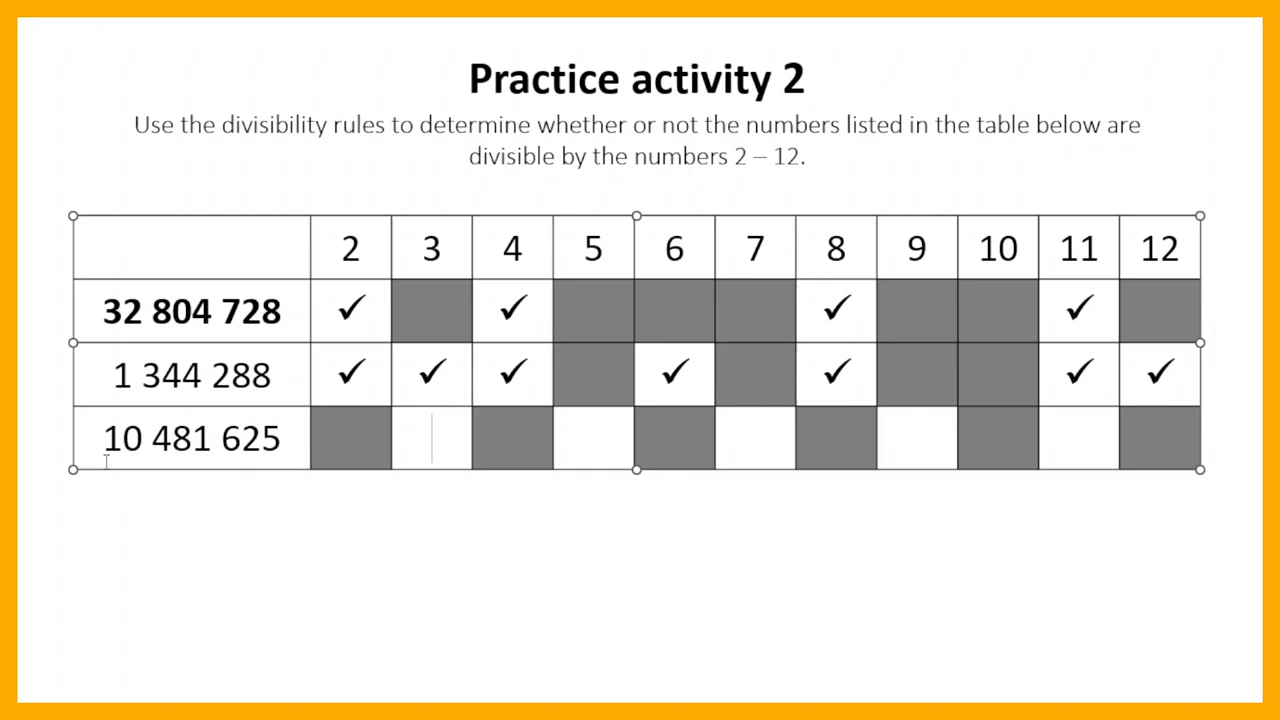 Practice activity 2
Use the divisibility rules to determine whether or not the numbers listed in the table below are
divisible by the numbers 2 – 12.
2 3 4 5 6 7 8 9 10 11 12
32 804 728 ✓ ✓ ✓ ✓
1 344 288 ✓ ✓ ✓ ✓ ✓ ✓ ✓
10 481 625